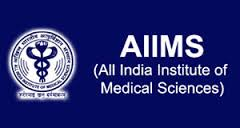 AIIMS
(All India Institute of
Medical Sciences)